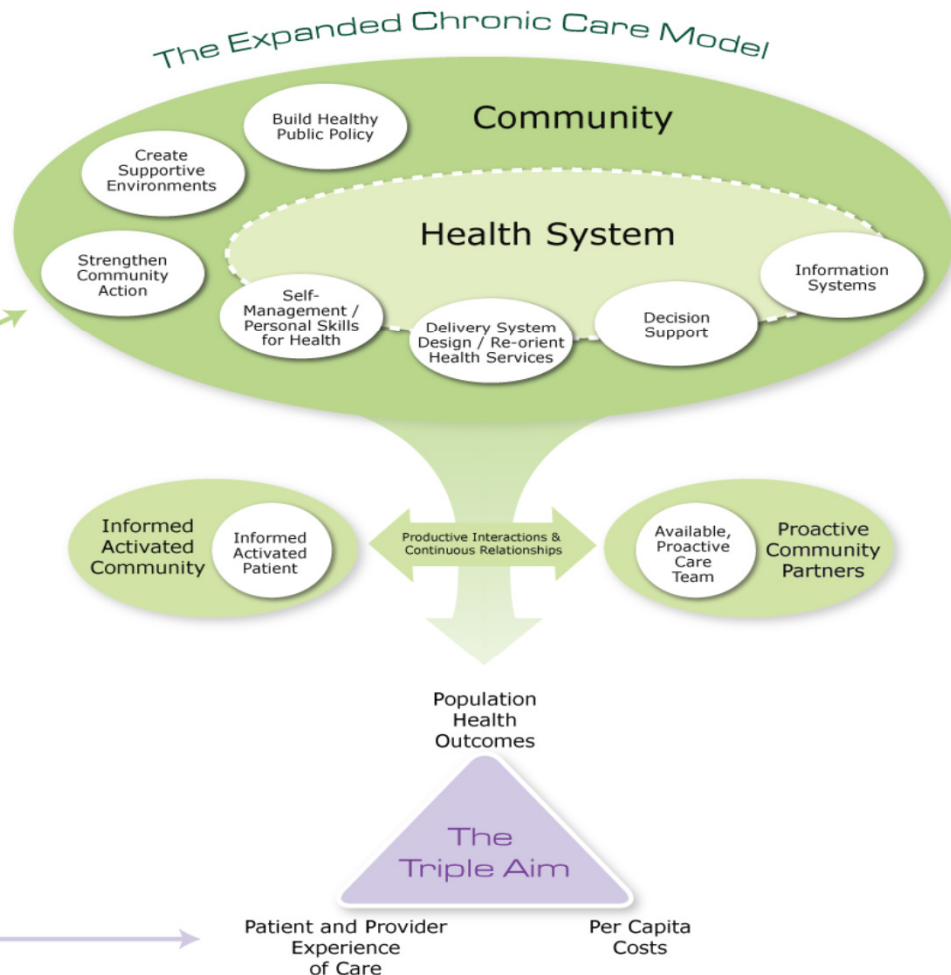 The Expanded Chronic Care Model
Build Healthy
Public Policy
Community
Create
Supportive
Environments
Health System
Strengthen
Community
Action
Information
Systems
Self-
Management /
Personal Skills
for Health
Delivery System
Design / Re-orient
Health Services
Decision
Support
Informed
Activated
Community
Informed
Activated
Patient
Productive Interactions &
Continuous Relationships
Available,
Proactive
Care
Team
Proactive
Community
Partners
Population
Health
Outcomes
The
Triple Aim
Patient and Provider
Experience
of Care
Per Capita
Costs